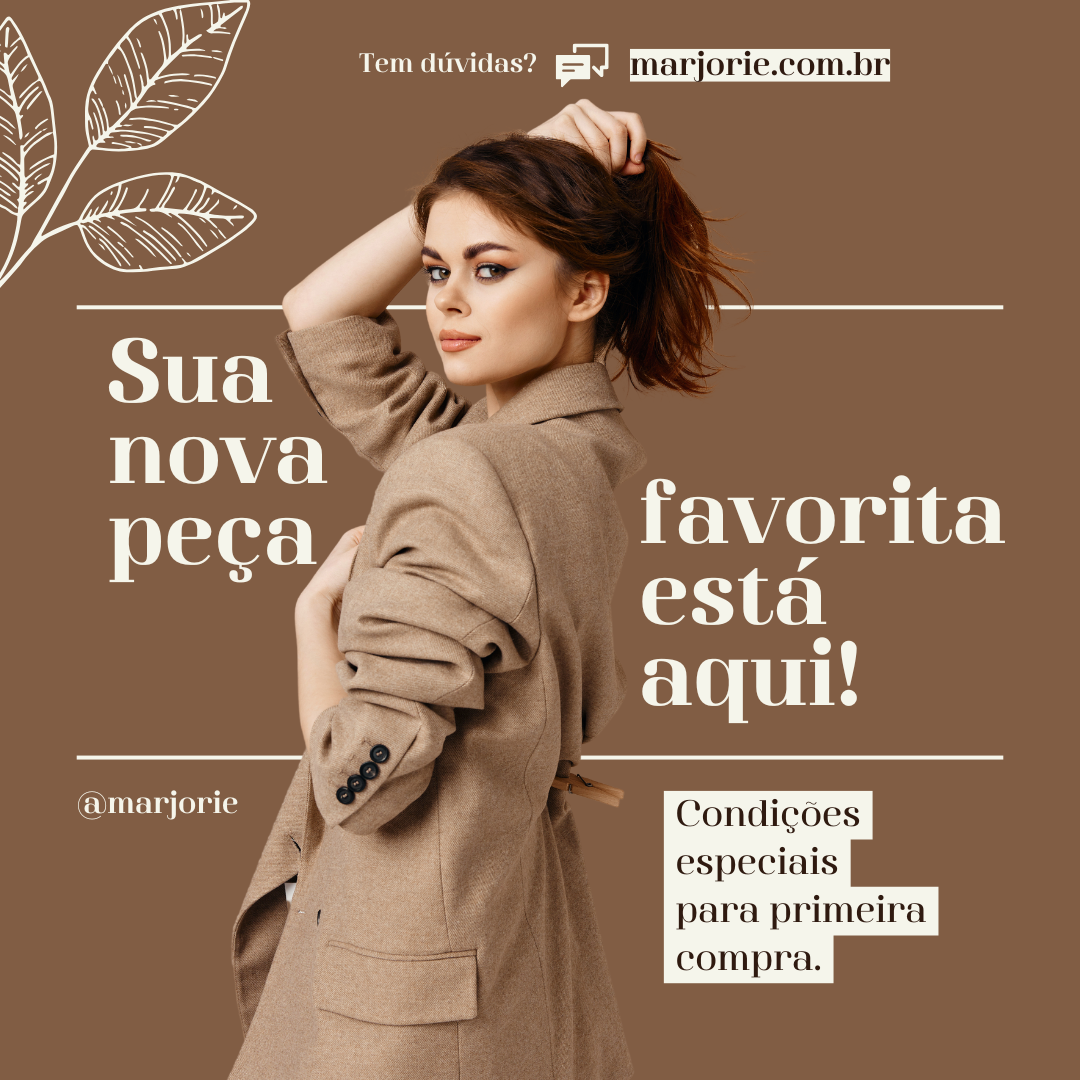 Tem dúvidas?
marjorie.com.br
Sua
nova
peça
favorita
está
aqui!
@marjorie
Condições
especiais
para primeira
compra.